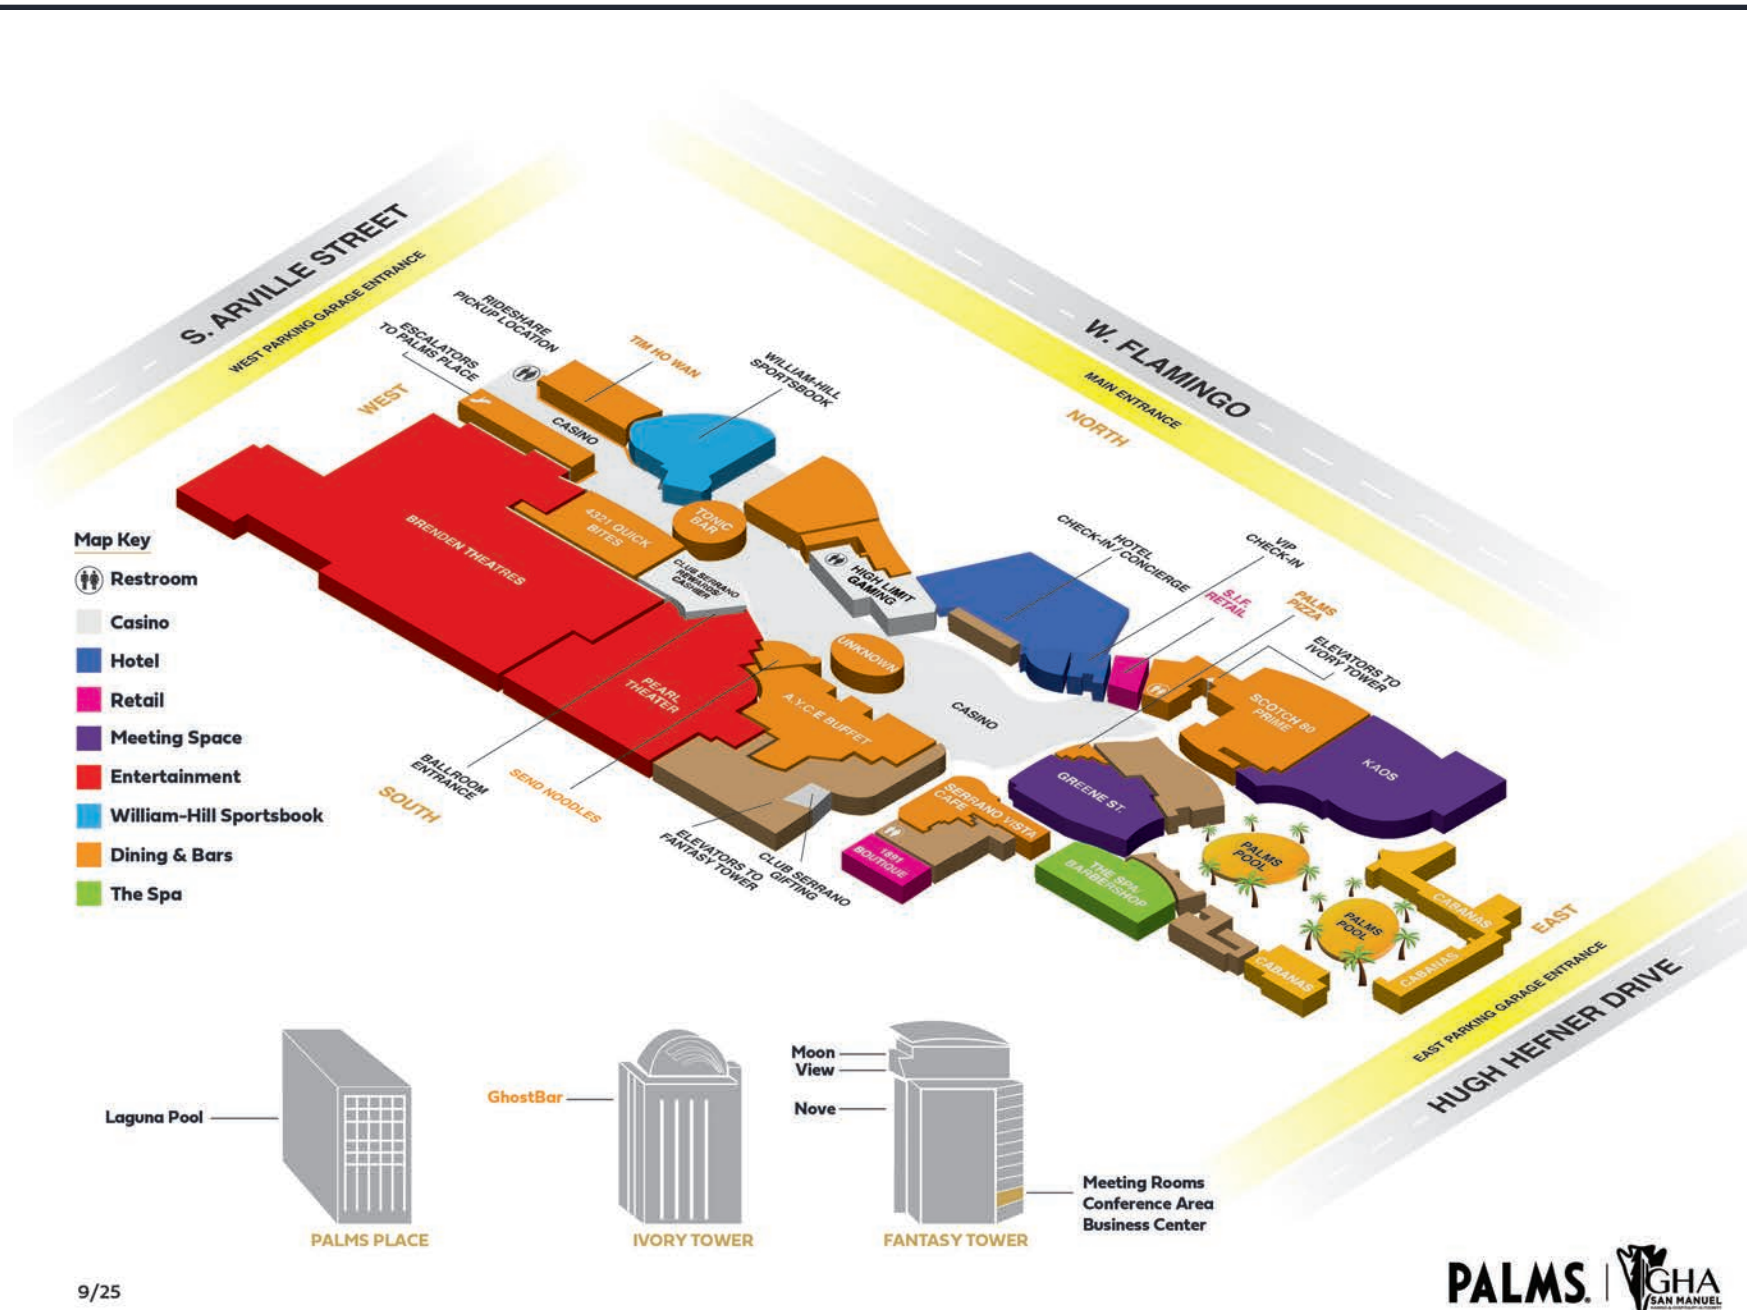 S. ARVILLE STREET
WEST PARKING GARAGE ENTRANCE
WEST
ESCALATORS
TO PALMS PLACE
RIDESHARE
PICKUP LOCATION
TIM HO WAN
WILLIAM-HILL
SPORTSBOOK
W. FLAMINGO
MAIN ENTRANCE
NORTH
CASINO
BRENDEN THEATRES
4321 QUICK
BITES
TONIC
BAR
CLUB SERRANO
REWARDS/
CASHIER
HIGH LIMIT
GAMING
HOTEL
CHECK-IN / CONCIERGE
VIP
CHECK-IN
S.I.F.
RETAIL
PALMS
PIZZA
ELEVATORS TO
IVORY TOWER
UNKNOWN
PEARL
THEATER
A.Y.C.E BUFFET
CASINO
SCOTCH 80
PRIME
KAOS
GREENE ST.
BALLROOM
ENTRANCE
SOUTH
SEND NOODLES
ELEVATORS TO
FANTASY TOWER
CLUB SERRANO
GIFTING
SERRANO VISTA
CAFE
1891
BOUTIQUE
THE SPA/
BARBERSHOP
PALMS
POOL
PALMS
POOL
CABANAS
CABANAS
CABANAS
EAST
EAST PARKING GARAGE ENTRANCE
HUGH HEFNER DRIVE
Map Key
Restroom
Casino
Hotel
Retail
Meeting Space
Entertainment
William-Hill Sportsbook
Dining & Bars
The Spa
Laguna Pool
PALMS PLACE
GhostBar
IVORY TOWER
Moon
View
Nove
Meeting Rooms
Conference Area
Business Center
FANTASY TOWER
9/25
PALMS.
GHA
SAN MANUEL